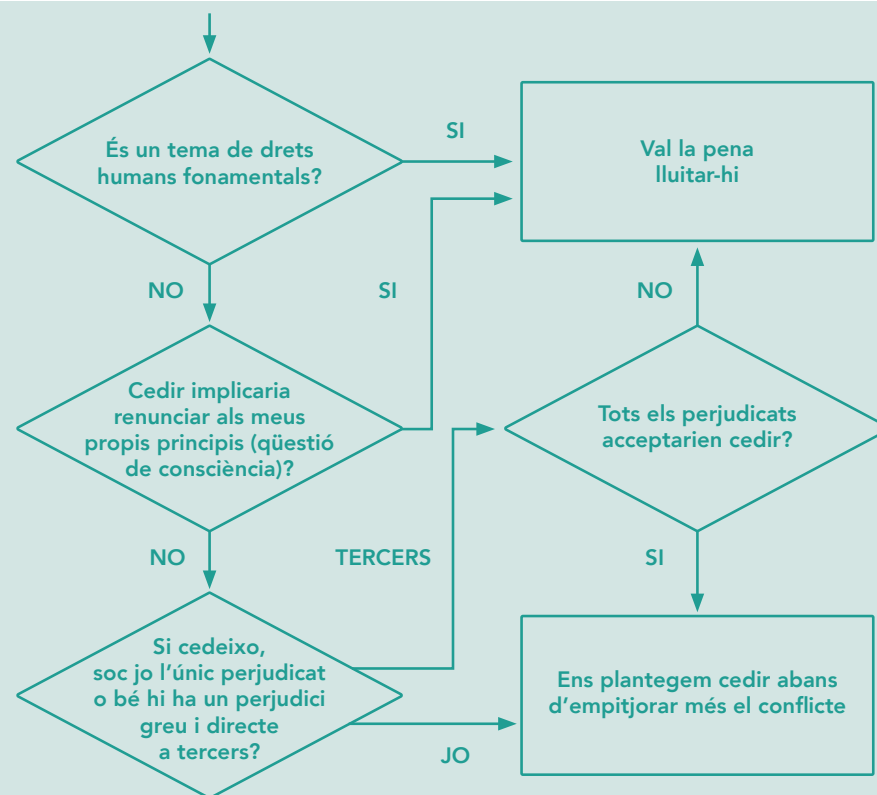 És un tema de drets
humans fonamentals?
SI
Val la pena
lluitar-hi
NO
SI
NO
Cedir implicaria
renunciar als meus
propis principis (qüestió
de consciència)?
Tots els perjudicats
acceptarien cedir?
NO
TERCERS
SI
Si cedeixo,
soc jo l’únic perjudicat
o bé hi ha un perjudici
greu i directe
a tercers?
Ens plantegem cedir abans
d’empitjorar més el conflicte
JO